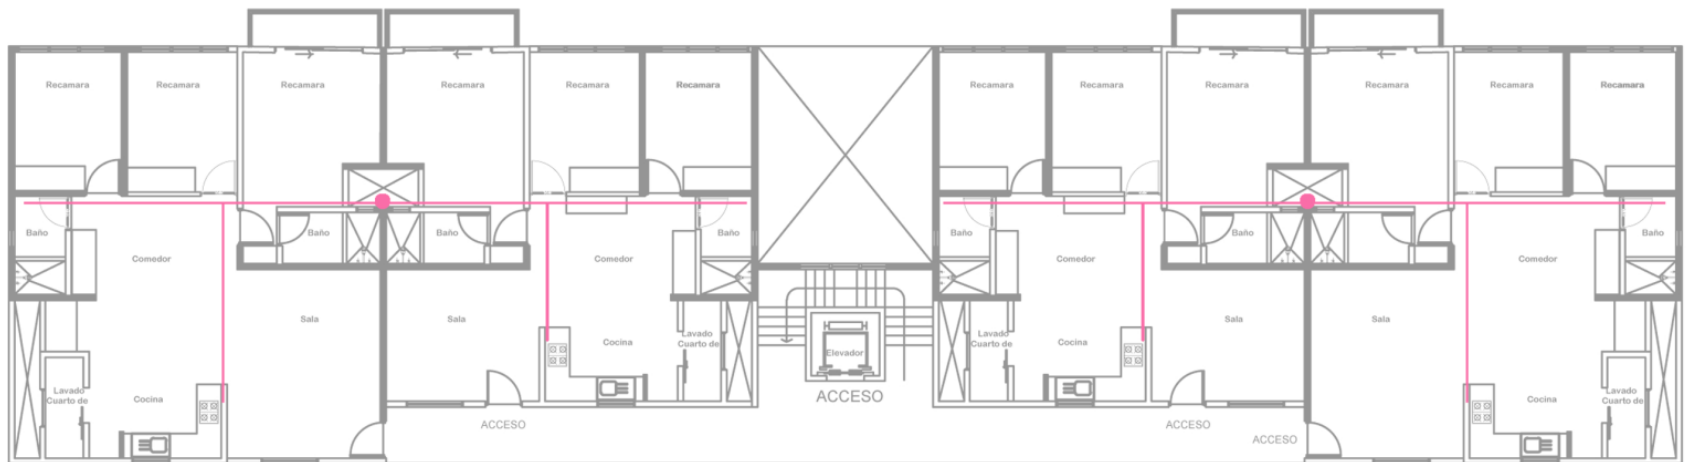 Recamara
Recamara
Recamara
Recamara
Recamara
Recamara
Recamara
Recamara
Recamara
Recamara
Recamara
Recamara
Baño
Baño
Baño
Baño
Baño
Baño
Baño
Baño
Comedor
Comedor
Comedor
Comedor
Sala
Sala
Sala
Sala
Lavado
Cuarto de
Cocina
Lavado
Cuarto de
Cocina
Elevador
Lavado
Cuarto de
Cocina
Lavado
Cuarto de
Cocina
ACCESO
ACCESO
ACCESO
ACCESO